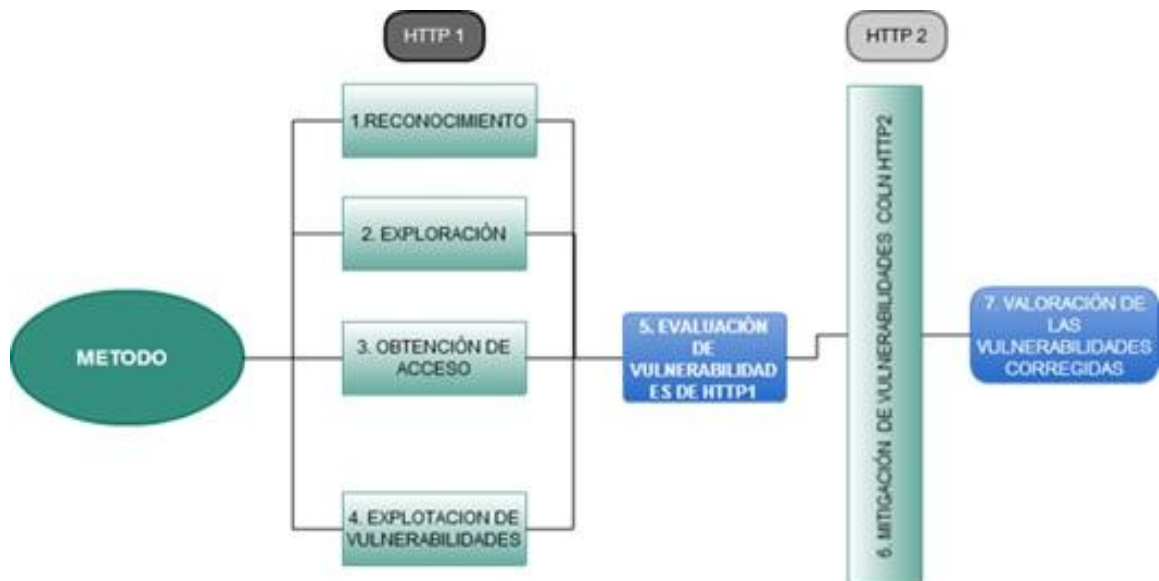 HTTP 1
HTTP 2
1.RECONOCIMIENTO
2. EXPLORACIÓN
METODO
3. OBTENCIÓN DE
ACCESO
4. EXPLOTACION DE
VULNERABILIDADES
5. EVALUACIÓN
DE
VULNERABILIDAD
ES DE HTTP1
6. MITIGACIÓN DE VULNERABILIDADES COLN HTTP2
7. VALORACIÓN DE
LAS
VULNERABILIDADES
CORREGIDAS